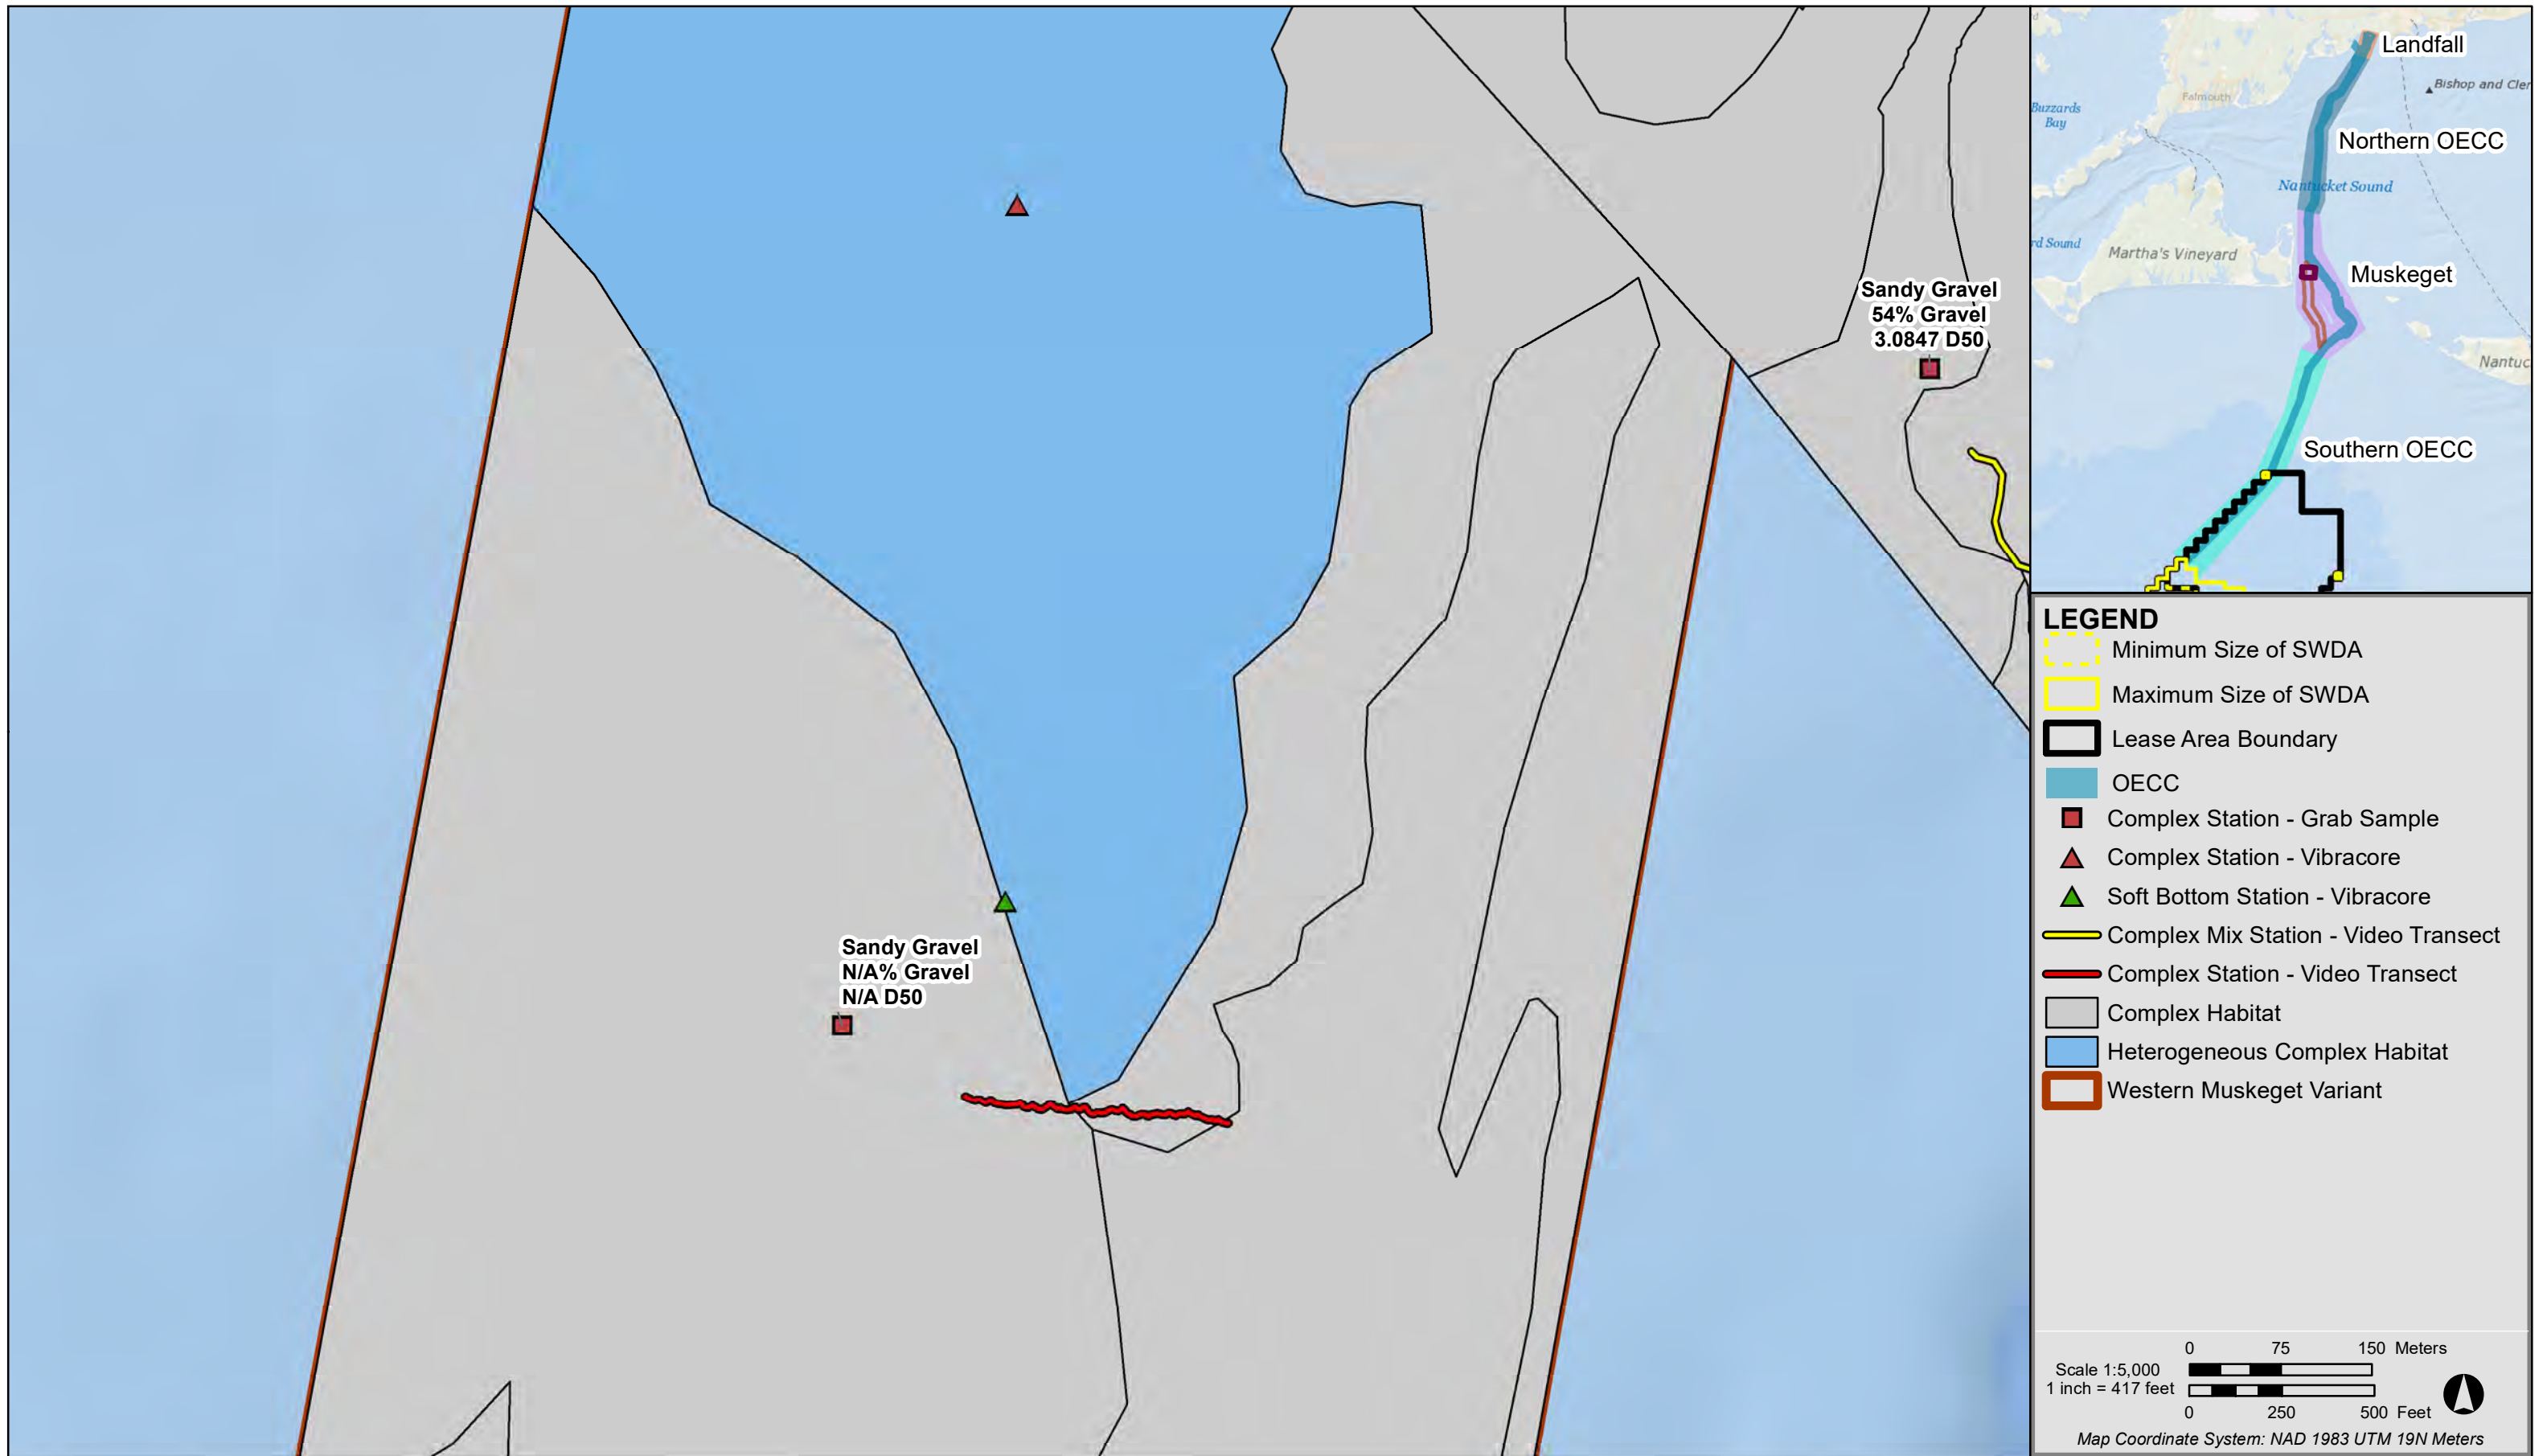 Sandy Gravel
54% Gravel
3.0847 D50
Sandy Gravel
N/A% Gravel
N/A D50
Landfall
Bishop and Cler
Falmouth
Buzzards
Bay
Northern OECC
Nantucket Sound
rd Sound
Martha's Vineyard
Muskeget
Nantuc
Southern OECC
LEGEND
Minimum Size of SWDA
Maximum Size of SWDA
Lease Area Boundary
OECC
Complex Station - Grab Sample
Complex Station - Vibracore
Soft Bottom Station - Vibracore
Complex Mix Station - Video Transect
Complex Station - Video Transect
Complex Habitat
Heterogeneous Complex Habitat
Western Muskeget Variant
0 75 150 Meters
Scale 1:5,000
1 inch = 417 feet
0 250 500 Feet
Map Coordinate System: NAD 1983 UTM 19N Meters